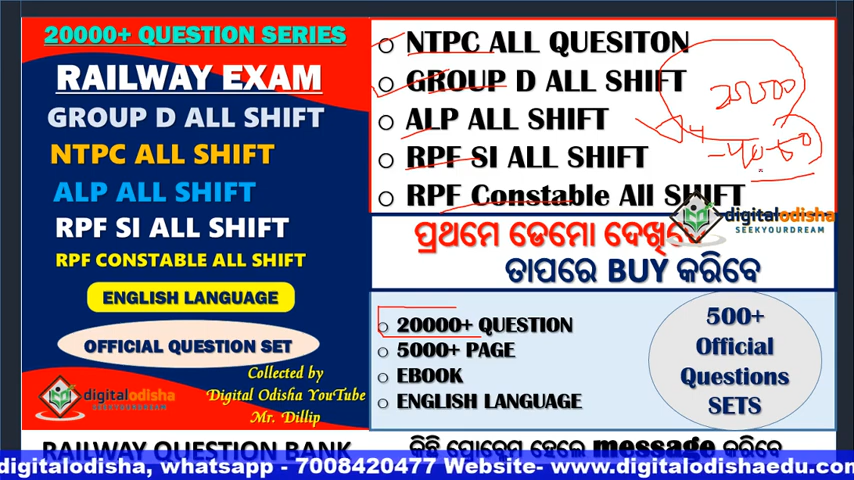 20000+ QUESTION SERIES
RAILWAY EXAM
GROUP D ALL SHIFT
NTPC ALL SHIFT
ALP ALL SHIFT
RPF SI ALL SHIFT
RPF CONSTABLE ALL SHIFT
ENGLISH LANGUAGE
OFFICIAL QUESTION SET
Collected by
Digital Odisha YouTube
Mr. Dillip
digitalodisha
SEEKYOURDREAM
RAILWAY QUESTION BANK
NTPC ALL QUESITON
GROUP D ALL SHIFT
ALP ALL SHIFT
RPF SI ALL SHIFT
RPF Constable All SHIFT
digitalodisha
SEEKYOURDREAM
ପ୍ରଥମେ ଡେମୋ
ତାପରେ BUY କରିବେ
20000+ QUESTION
5000+ PAGE
EBOOK
ENGLISH LANGUAGE
500+
Official
Questions
SETS
କିଛି ପ୍ରୋବ୍ଲେମ ହେଲେ message କରିବେ
digitalodisha, whatsapp - 7008420477 Website- www.digitalodishaedu.com